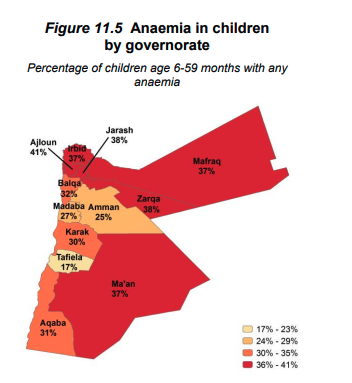 Figure 11.5 Anaemia in children
by governorate
Percentage of children age 6-59 months with any
anaemia
Jarash
38%
Ajloun
41%
Irbid
37%
Mafraq
37%
Balqa
32%
Zarqa
38%
Madaba
27%
Amman
25%
Karak
30%
Tafiela
17%
Ma'an
37%
Aqaba
31%
17% - 23%
24% - 29%
30% - 35%
36% - 41%